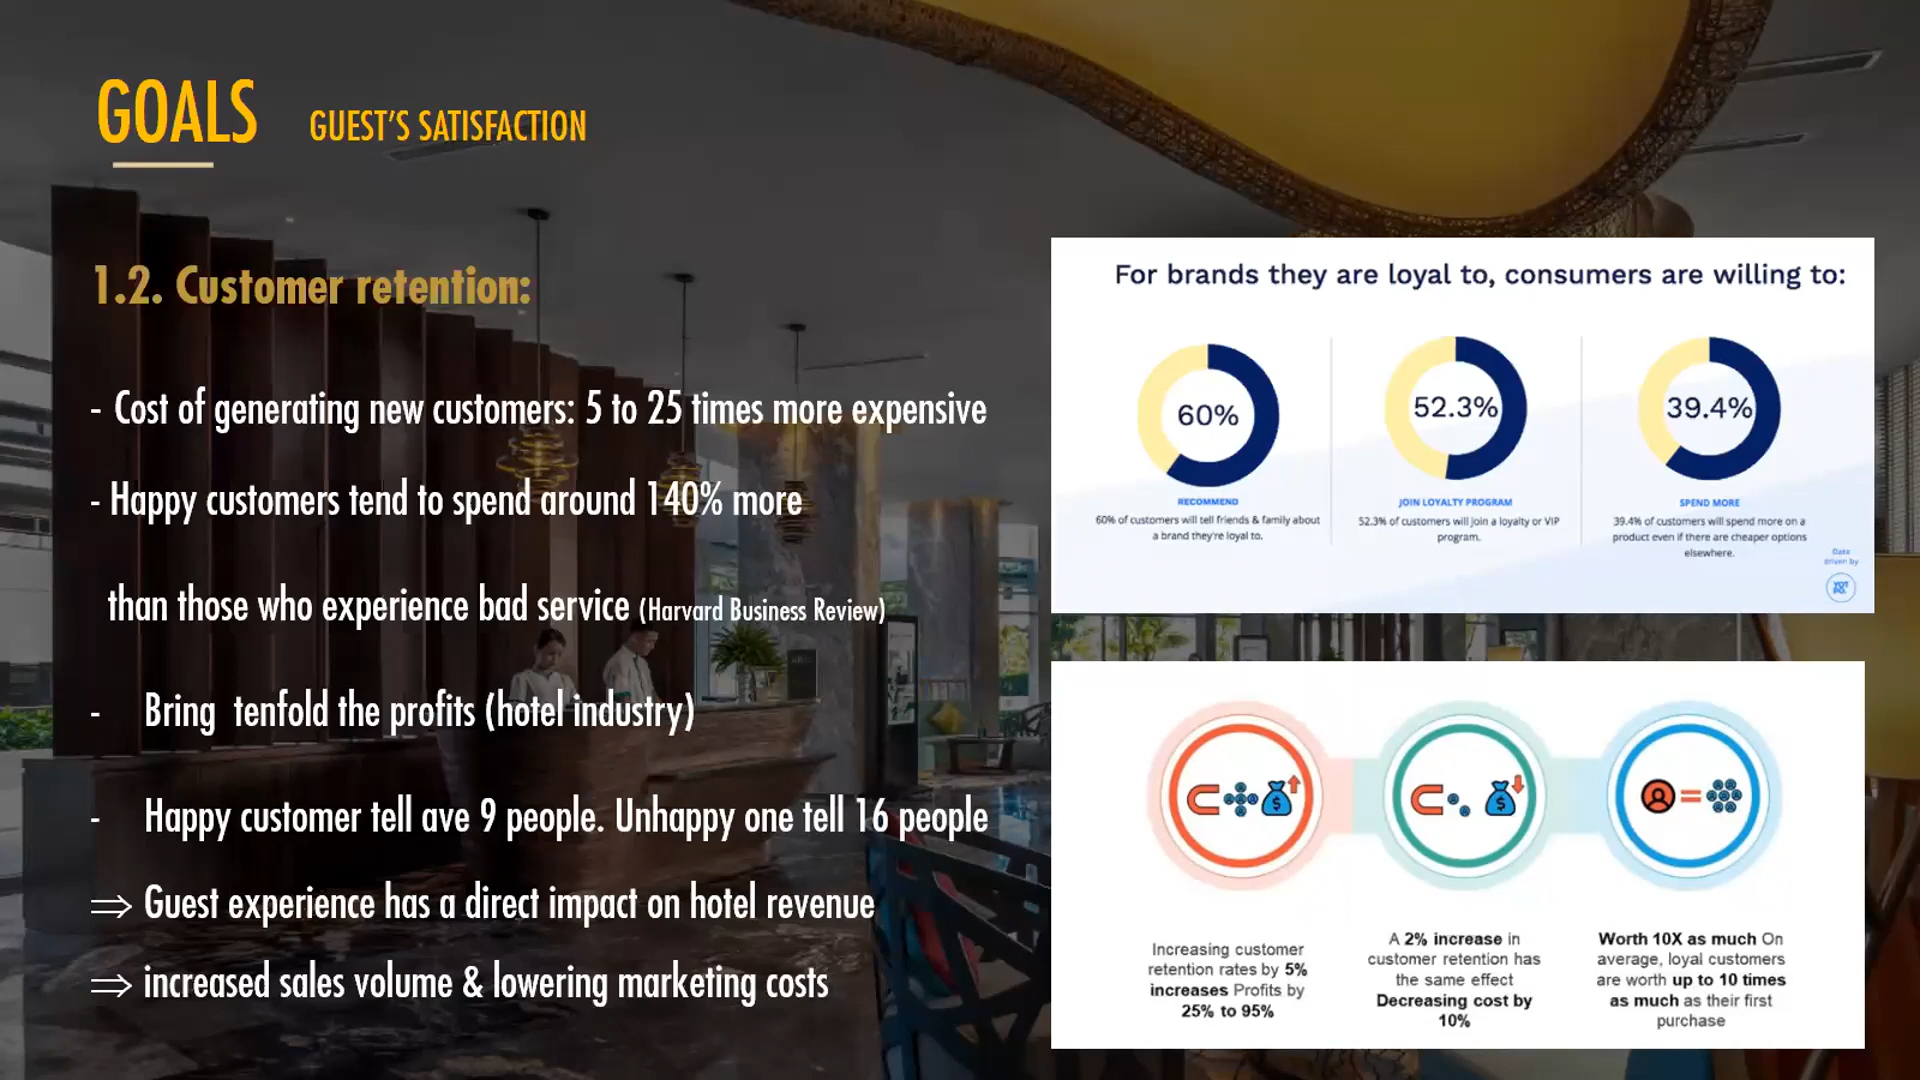 GOALS GUEST'S SATISFACTION
1.2. Customer retention:
- Cost of generating new customers: 5 to 25 times more expensive
- Happy customers tend to spend around 140% more
than those who experience bad service (Harvard Business Review)
- Bring tenfold the profits (hotel industry)
- Happy customer tell ave 9 people. Unhappy one tell 16 people
⇒ Guest experience has a direct impact on hotel revenue
⇒ increased sales volume & lowering marketing costs
For brands they are loyal to, consumers are willing to:
60%
RECOMMEND
60% of customers will tell friends & family about
a brand they're loyal to.
52.3%
JOIN LOYALTY PROGRAM
52.3% of customers will join a loyalty or VIP
program.
39.4%
SPEND MORE
39.4% of customers will spend more on a
product even if there are cheaper options
elsewhere.
Data
driven by
YOT
PO.
Increasing customer
retention rates by 5%
increases Profits by
25% to 95%
A 2% increase in
customer retention has
the same effect
Decreasing cost by
10%
Worth 10X as much On
average, loyal customers
are worth up to 10 times
as much as their first
purchase